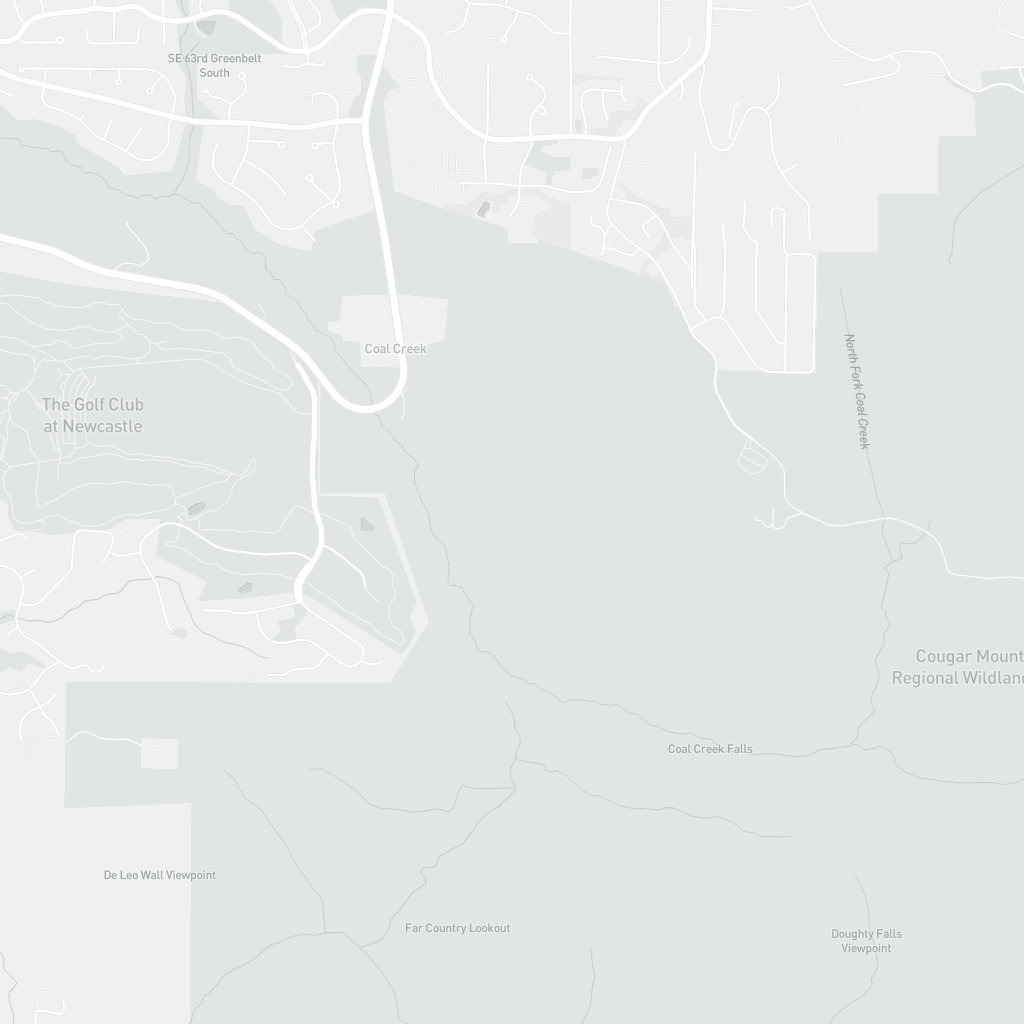 SE 63rd Greenbelt
South
Coal Creek
North Fork Coal Creek
The Golf Club
at Newcastle
Cougar Mount
Regional Wildlan
Coal Creek Falls
De Leo Wall Viewpoint
Far Country Lookout
Doughty Falls
Viewpoint